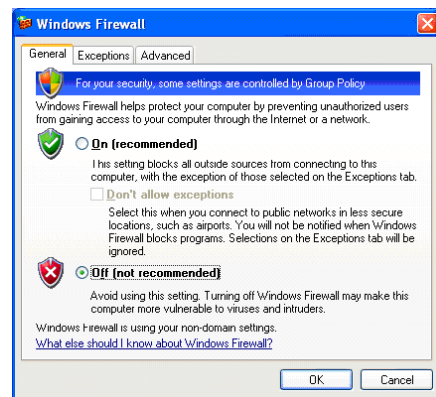 Windows Firewall
General Exceptions Advanced
For your security, some settings are controlled by Group Policy
Windows Firewall helps protect your computer by preventing unauthorized users
from gaining access to your computer through the Internet or a network.
On (recommended)
This setting blocks all outside sources from connecting to this
computer, with the exception of those selected on the Exceptions tab.
Don't allow exceptions
Select this when you connect to public networks in less secure
locations, such as airports. You will not be notified when Windows
Firewall blocks programs. Selections on the Exceptions tab will be
ignored.
Off (not recommended)
Avoid using this setting. Turning off Windows Firewall may make this
computer more vulnerable to viruses and intruders.
Windows Firewall is using your non-domain settings.
What else should I know about Windows Firewall?
OK Cancel